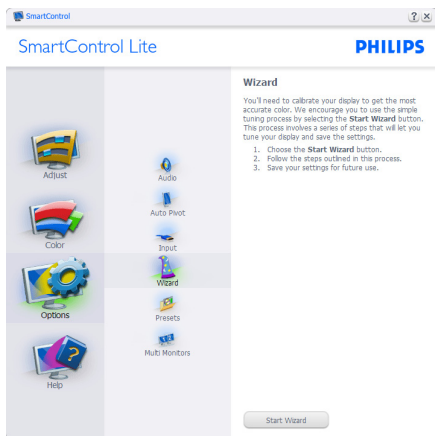 SmartControl
SmartControl Lite
PHILIPS
Adjust
Color
Options
Help
Audio
Auto Pivot
Input
Wizard
Presets
Multi Monitors
Wizard
You'll need to calibrate your display to get the most
accurate color. We encourage you to use the simple
tuning process by selecting the Start Wizard button.
This process involves a series of steps that will let you
tune your display and save the settings.
1. Choose the Start Wizard button.
2. Follow the steps outlined in this process.
3. Save your settings for future use.
Start Wizard